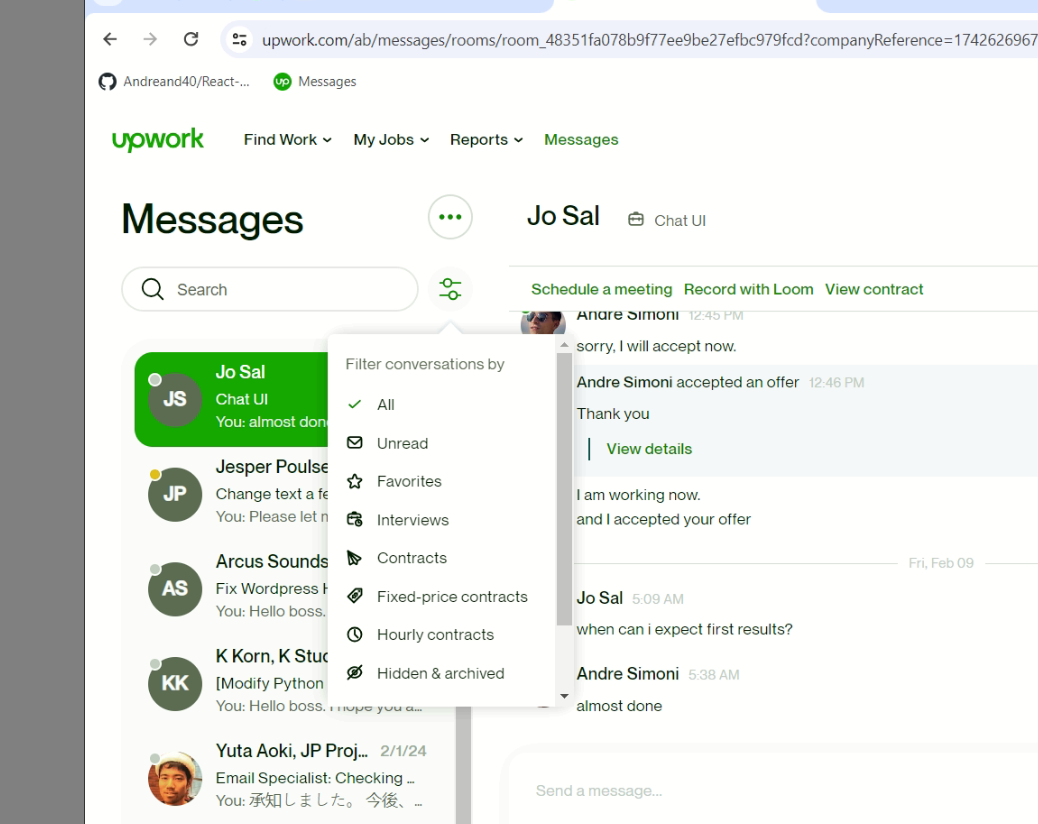 upwork.com/ab/messages/rooms/room_48351fa078b9f77ee9be27efbc979fcd?companyReference=1742626967
Andreand40/React-...
up Messages
upwork Find Work My Jobs Reports Messages
Messages
Search
Jo Sal Chat UI
Schedule a meeting Record with Loom View contract
JS
Jo Sal
Chat UI
You: almost don
JP
Jesper Poulse
Change text a fe
You: Please let m
AS
Arcus Sounds
Fix Wordpress H
You: Hello boss.
KK
K Korn, K Stud
[Modify Python
You: Hello boss. I hope you a...
Yuta Aoki, JP Proj... 2/1/24
Email Specialist: Checking ...
You: 承知しました。 今後、...
Filter conversations by
All
Unread
Favorites
Interviews
Contracts
Fixed-price contracts
Hourly contracts
Hidden & archived
Andre Simoni 12:45 PM
sorry, I will accept now.
Andre Simoni accepted an offer 12:46 PM
Thank you
View details
I am working now.
and I accepted your offer
Fri, Feb 09
Jo Sal 5:09 AM
when can i expect first results?
Andre Simoni 5:38 AM
almost done
Send a message...